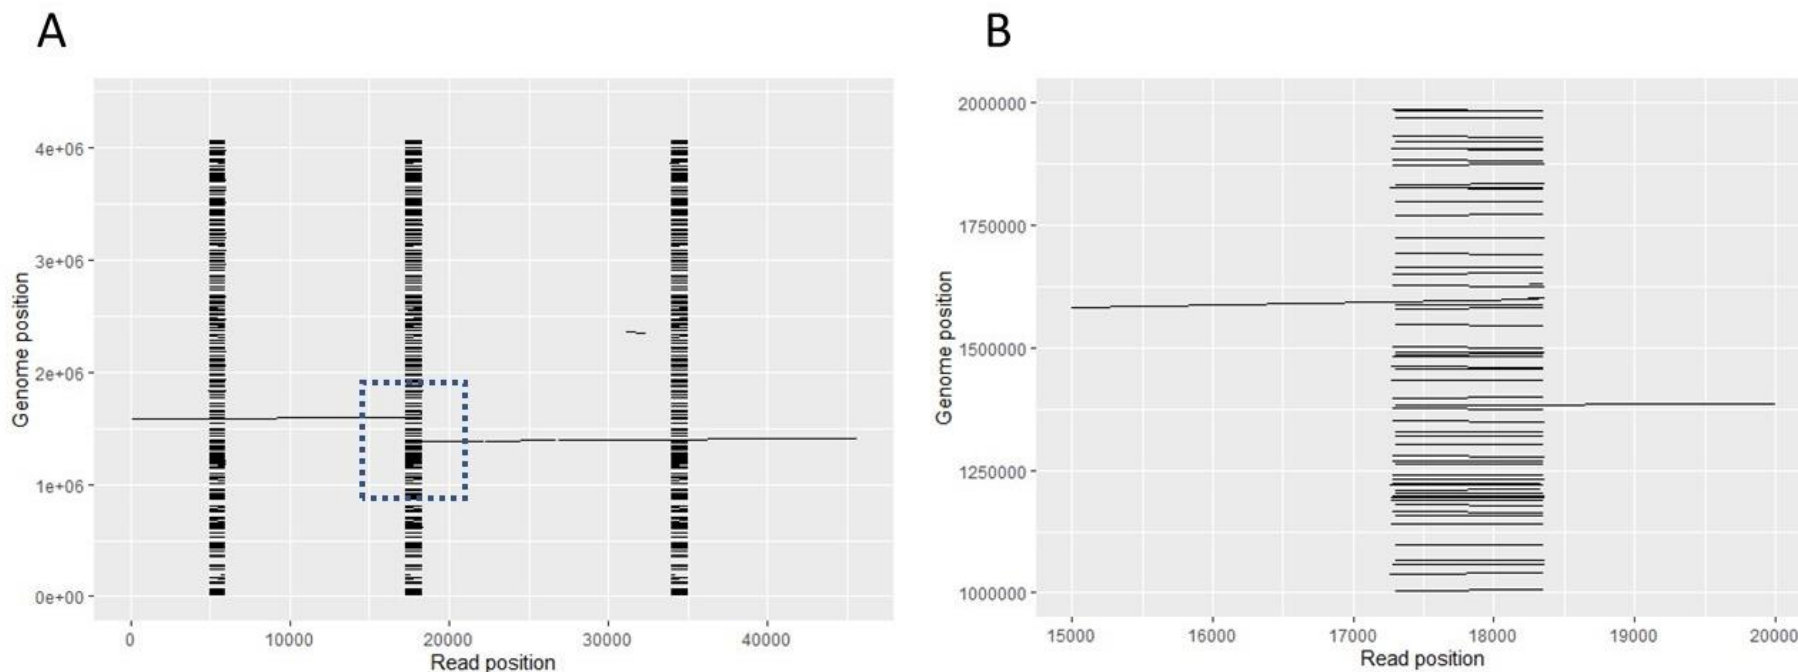 A
B
Genome position
4e+06
3e+06
2e+06
1e+06
0e+00
0
10000
20000
30000
40000
Read position
Genome position
2000000
1750000
1500000
1250000
1000000
15000
16000
17000
18000
19000
20000
Read position